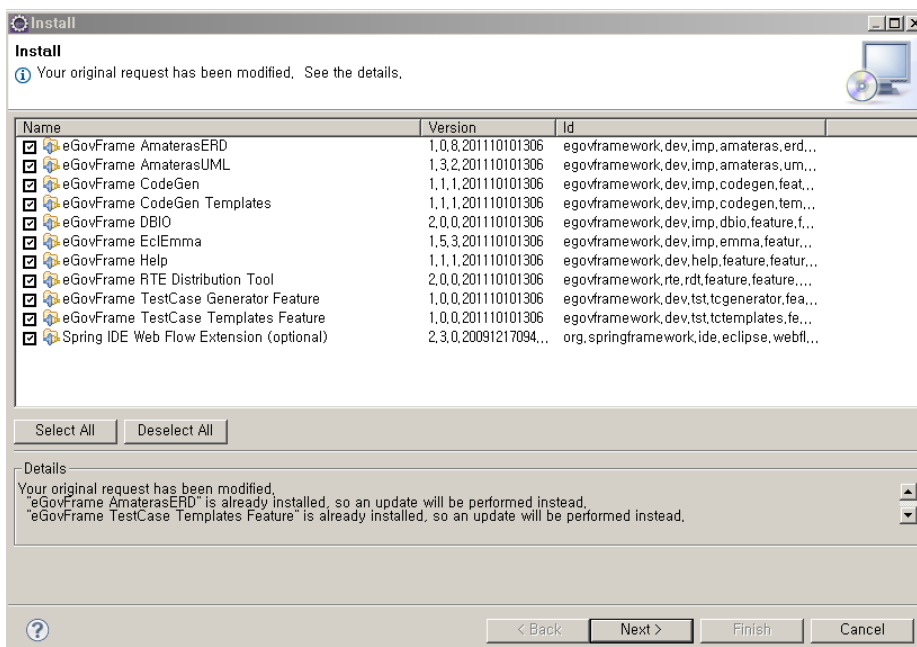 Install
Install
Your original request has been modified. See the details.
Name Version Id
eGovFrame AmaterasERD 1.0.8.201110101306 egovframework.dev.imp.amateras.erd...
eGovFrame AmaterasUML 1.3.2.201110101306 egovframework.dev.imp.amateras.um...
eGovFrame CodeGen 1.1.1.201110101306 egovframework.dev.imp.codegen.feat...
eGovFrame CodeGen Templates 1.1.1.201110101306 egovframework.dev.imp.codegen.tem...
eGovFrame DBIO 2.0.0.201110101306 egovframework.dev.imp.dbio.feature.f...
eGovFrame EclEmma 1.5.3.201110101306 egovframework.dev.imp.emma.featur...
eGovFrame Help 1.1.1.201110101306 egovframework.dev.help.feature.featur...
eGovFrame RTE Distribution Tool 2.0.0.201110101306 egovframework.rte.rdt.feature.feature....
eGovFrame TestCase Generator Feature 1.0.0.201110101306 egovframework.dev.tst.tcgenerator.fea...
eGovFrame TestCase Templates Feature 1.0.0.201110101306 egovframework.dev.tst.tctemplates.fe...
Spring IDE Web Flow Extension (optional) 2.3.0.20091217094... org.springframework.ide.eclipse.webfl...
Select All Deselect All
Details
Your original request has been modified.
"eGovFrame AmaterasERD" is already installed, so an update will be performed instead.
"eGovFrame TestCase Templates Feature" is already installed, so an update will be performed instead.
< Back Next > Finish Cancel